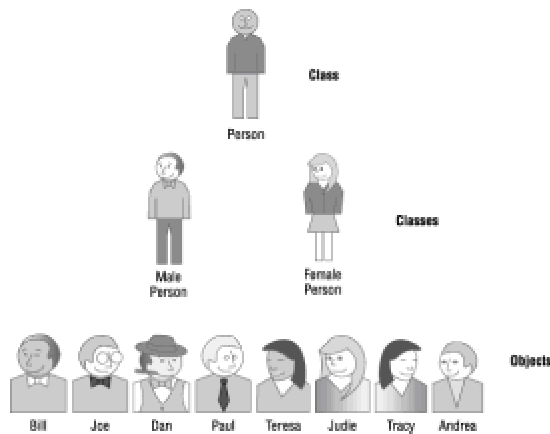 Class
Person
Classes
Male
Person
Female
Person
Objects
Bill
Joe
Dan
Paul
Teresa
Judie
Tracy
Andrea